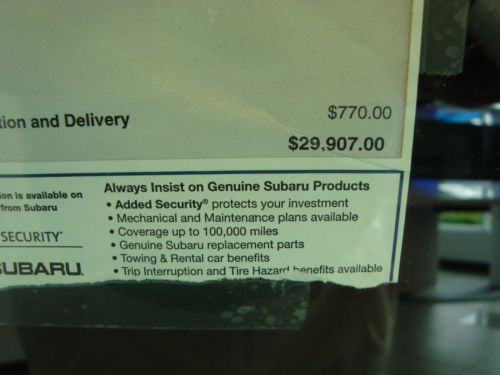 tion and Delivery $770.00
$29,907.00
tion is available on
from Subaru
SECURITY
SUBARU
Always Insist on Genuine Subaru Products
• Added Security® protects your investment
• Mechanical and Maintenance plans available
• Coverage up to 100,000 miles
• Genuine Subaru replacement parts
• Towing & Rental car benefits
• Trip Interruption and Tire Hazard benefits available